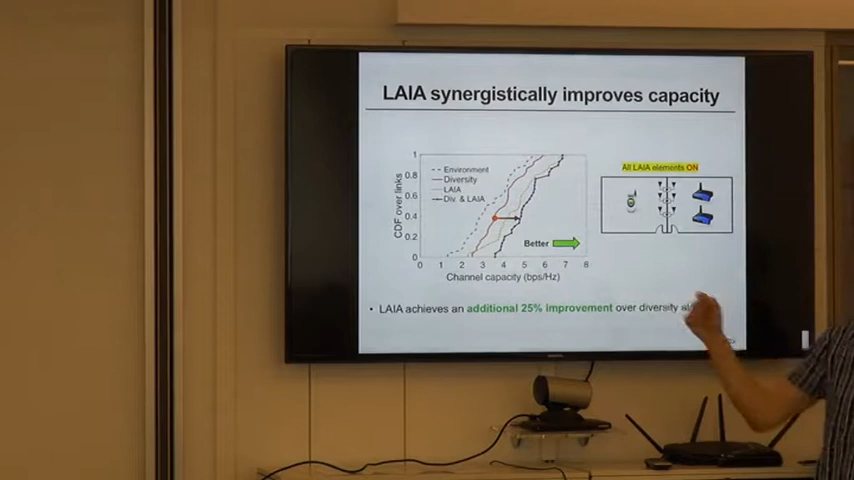 LAIA synergistically improves capacity
1
0.8
0.6
0.4
0.2
0
CDF over links
Environment
Diversity
LAIA
Div. & LAIA
Better
0 1 2 3 4 5 6 7 8
Channel capacity (bps/Hz)
All LAIA elements ON
• LAIA achieves an additional 25% improvement over diversity